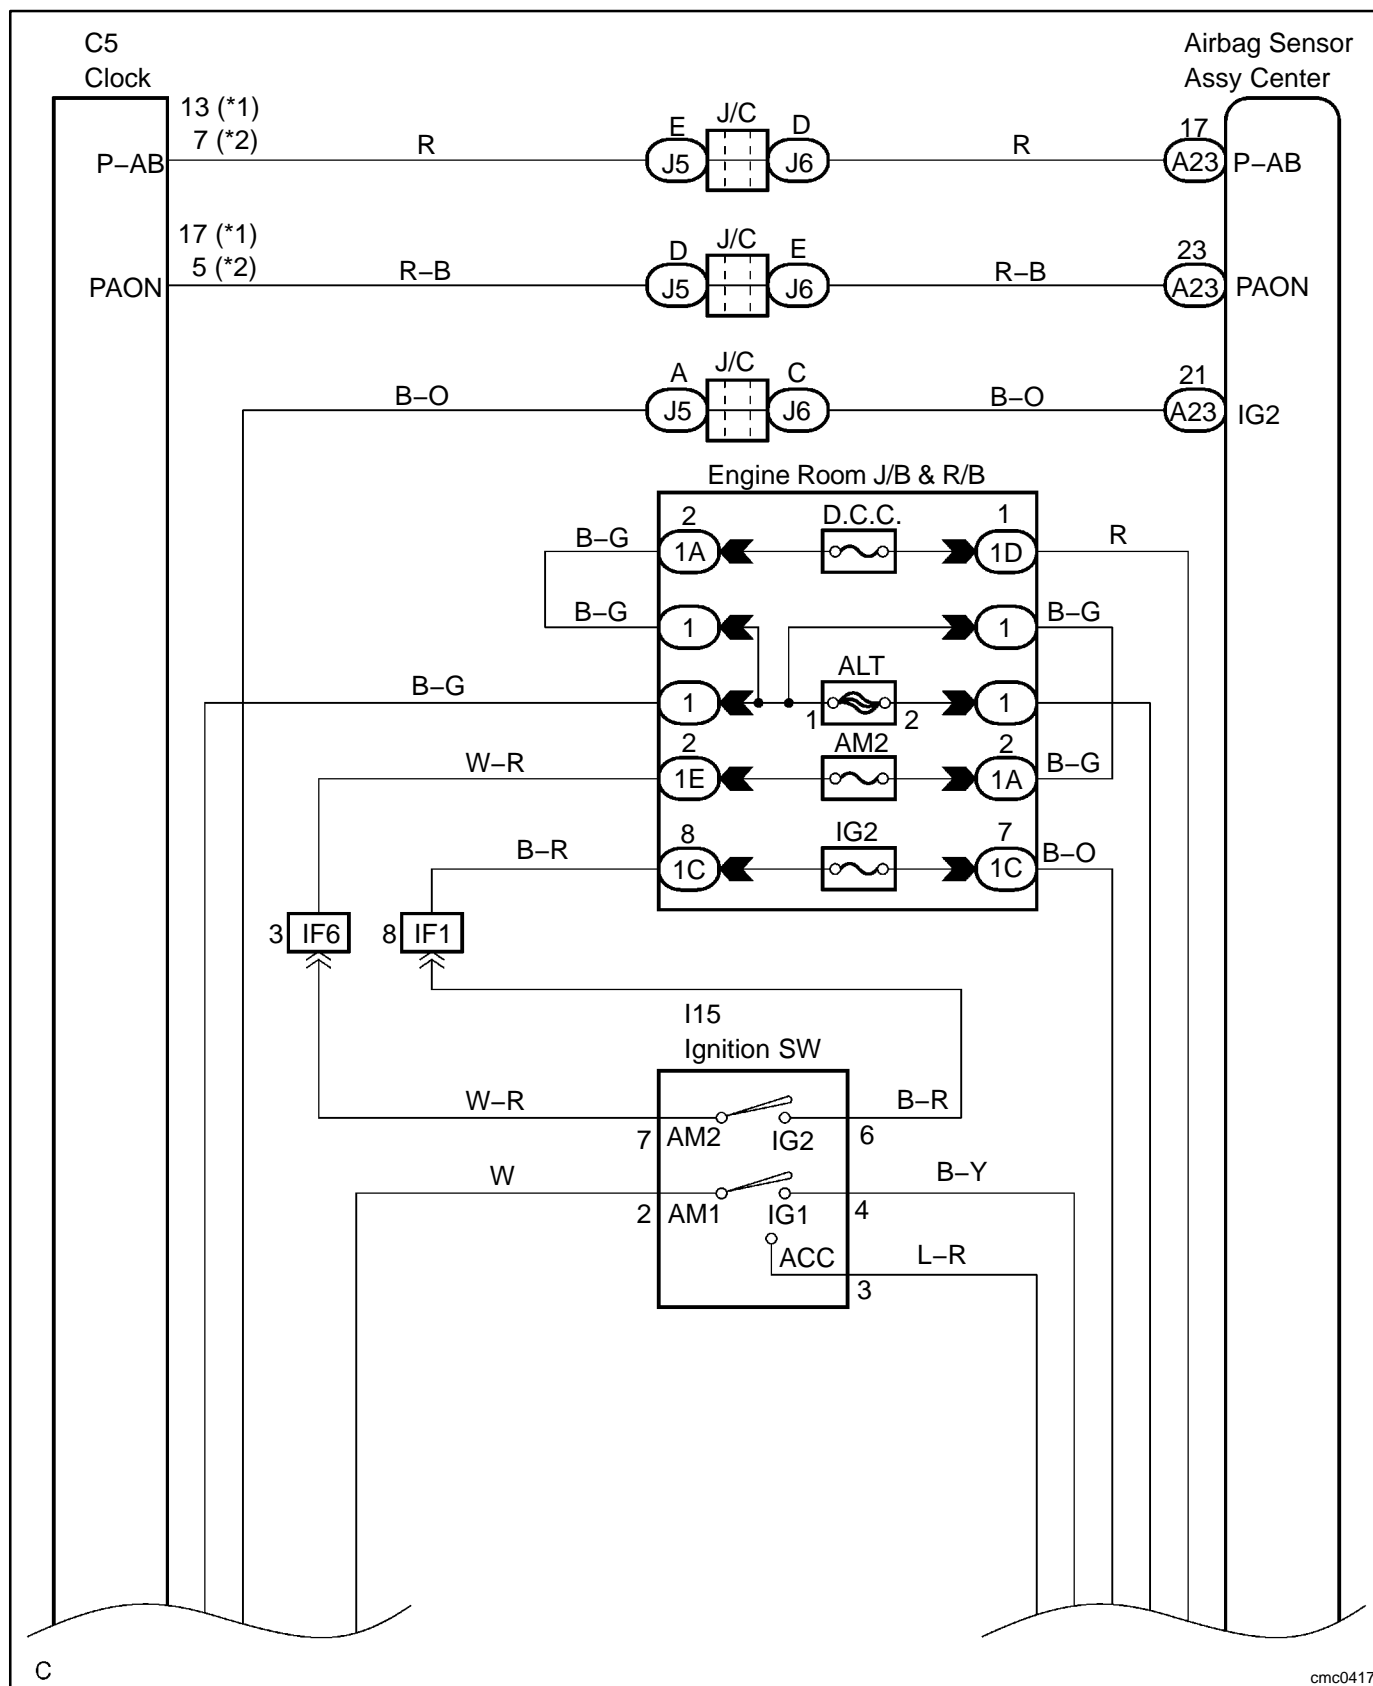 C5
Clock
Airbag Sensor
Assy Center
13 (*1)
7 (*2)
P–AB
R
E
J5
J/C
D
J6
R
17
A23
P–AB
17 (*1)
5 (*2)
PAON
R–B
D
J5
J/C
E
J6
R–B
23
A23
PAON
B–O
A
J5
J/C
C
J6
B–O
21
A23
IG2
Engine Room J/B & R/B
B–G
2
1A
D.C.C.
1
1D
R
B–G
1
1
B–G
B–G
1
ALT
1
2
1
W–R
2
1E
AM2
2
1A
B–G
B–R
8
1C
IG2
7
1C
B–O
3
IF6
8
IF1
I15
Ignition SW
W–R
7
AM2
IG2
6
B–R
W
2
AM1
IG1
4
B–Y
ACC
3
L–R
C
cmc0417